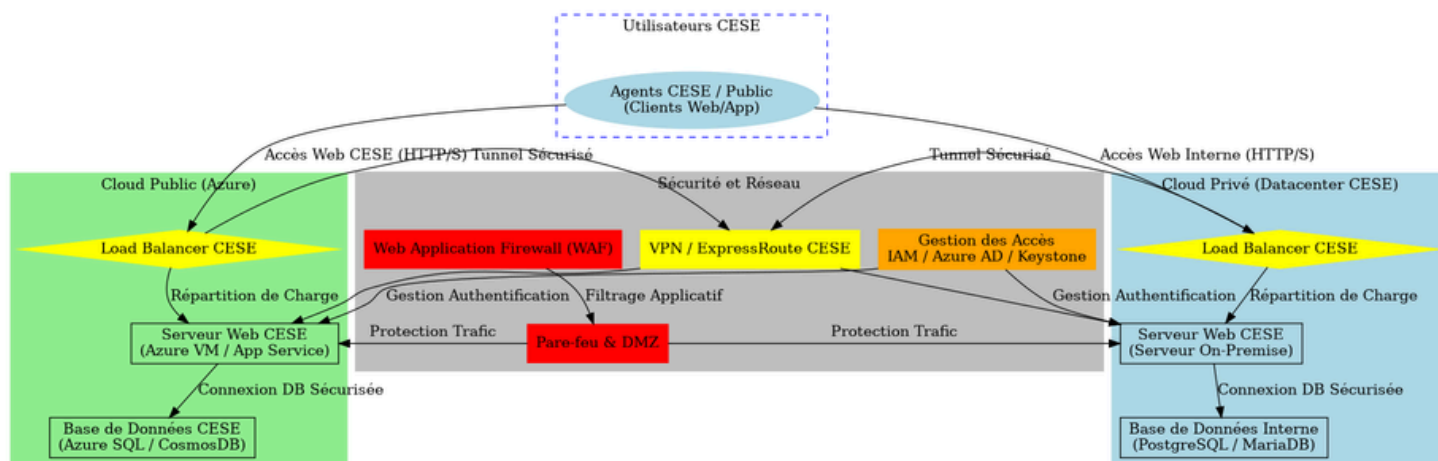 Utilisateurs CESE
Agents CESE / Public
(Clients Web/App)
Accès Web CESE (HTTP/S)
Tunnel Sécurisé
Tunnel Sécurisé
Accès Web Interne (HTTP/S)
Cloud Public (Azure)
Sécurité et Réseau
Cloud Privé (Datacenter CESE)
Load Balancer CESE
Web Application Firewall (WAF)
VPN / ExpressRoute CESE
Gestion des Accès
IAM / Azure AD / Keystone
Load Balancer CESE
Répartition de Charge
Gestion Authentification
Filtrage Applicatif
Gestion Authentification
Répartition de Charge
Serveur Web CESE
(Azure VM / App Service)
Protection Trafic
Pare-feu & DMZ
Protection Trafic
Serveur Web CESE
(Serveur On-Premise)
Connexion DB Sécurisée
Connexion DB Sécurisée
Base de Données CESE
(Azure SQL / CosmosDB)
Base de Données Interne
(PostgreSQL / MariaDB)